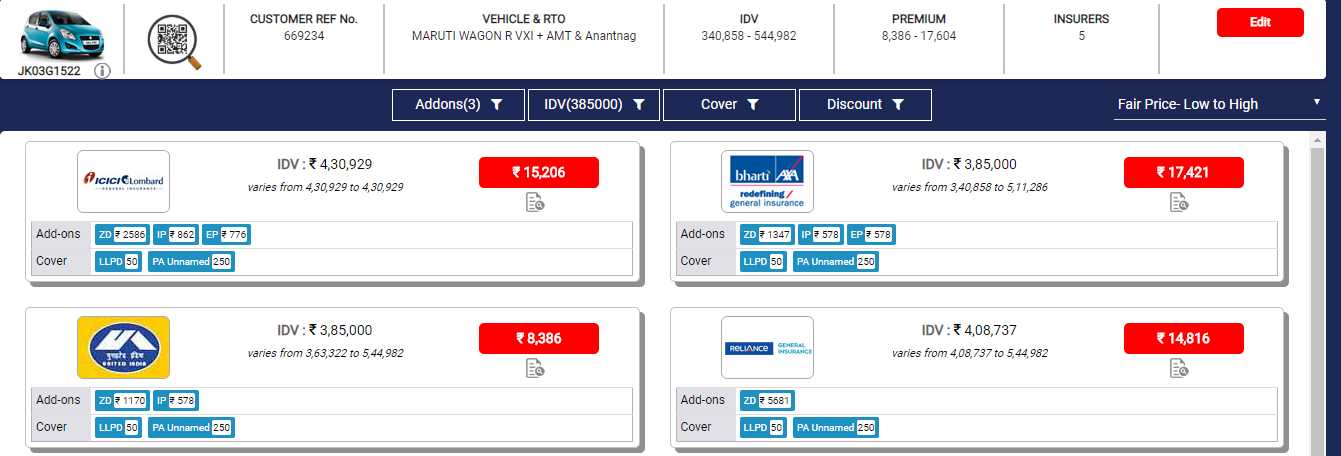 CUSTOMER REF No.
669234
VEHICLE & RTO
MARUTI WAGON R VXI + AMT & Anantnag
IDV
340,858 - 544,982
PREMIUM
8,386 - 17,604
INSURERS
5
Edit
JK03G1522
Addons(3)
IDV(385000)
Cover
Discount
Fair Price- Low to High
ICICI Lombard
GENERAL INSURANCE
IDV : ₹ 4,30,929
varies from 4,30,929 to 4,30,929
₹ 15,206
Add-ons ZD ₹ 2586 IP ₹ 862 EP ₹ 776
Cover LLPD 50 PA Unnamed 250
bharti AXA
redefining /
general insurance
IDV : ₹ 3,85,000
varies from 3,40,858 to 5,11,286
₹ 17,421
Add-ons ZD ₹ 1347 IP ₹ 578 EP ₹ 578
Cover LLPD 50 PA Unnamed 250
युनाइटेड इंडिया
UNITED INDIA
IDV : ₹ 3,85,000
varies from 3,63,322 to 5,44,982
₹ 8,386
Add-ons ZD ₹ 1170 IP ₹ 578
Cover LLPD 50 PA Unnamed 250
RELIANCE GENERAL
INSURANCE
IDV : ₹ 4,08,737
varies from 4,08,737 to 5,44,982
₹ 14,816
Add-ons ZD ₹ 5681
Cover LLPD 50 PA Unnamed 250